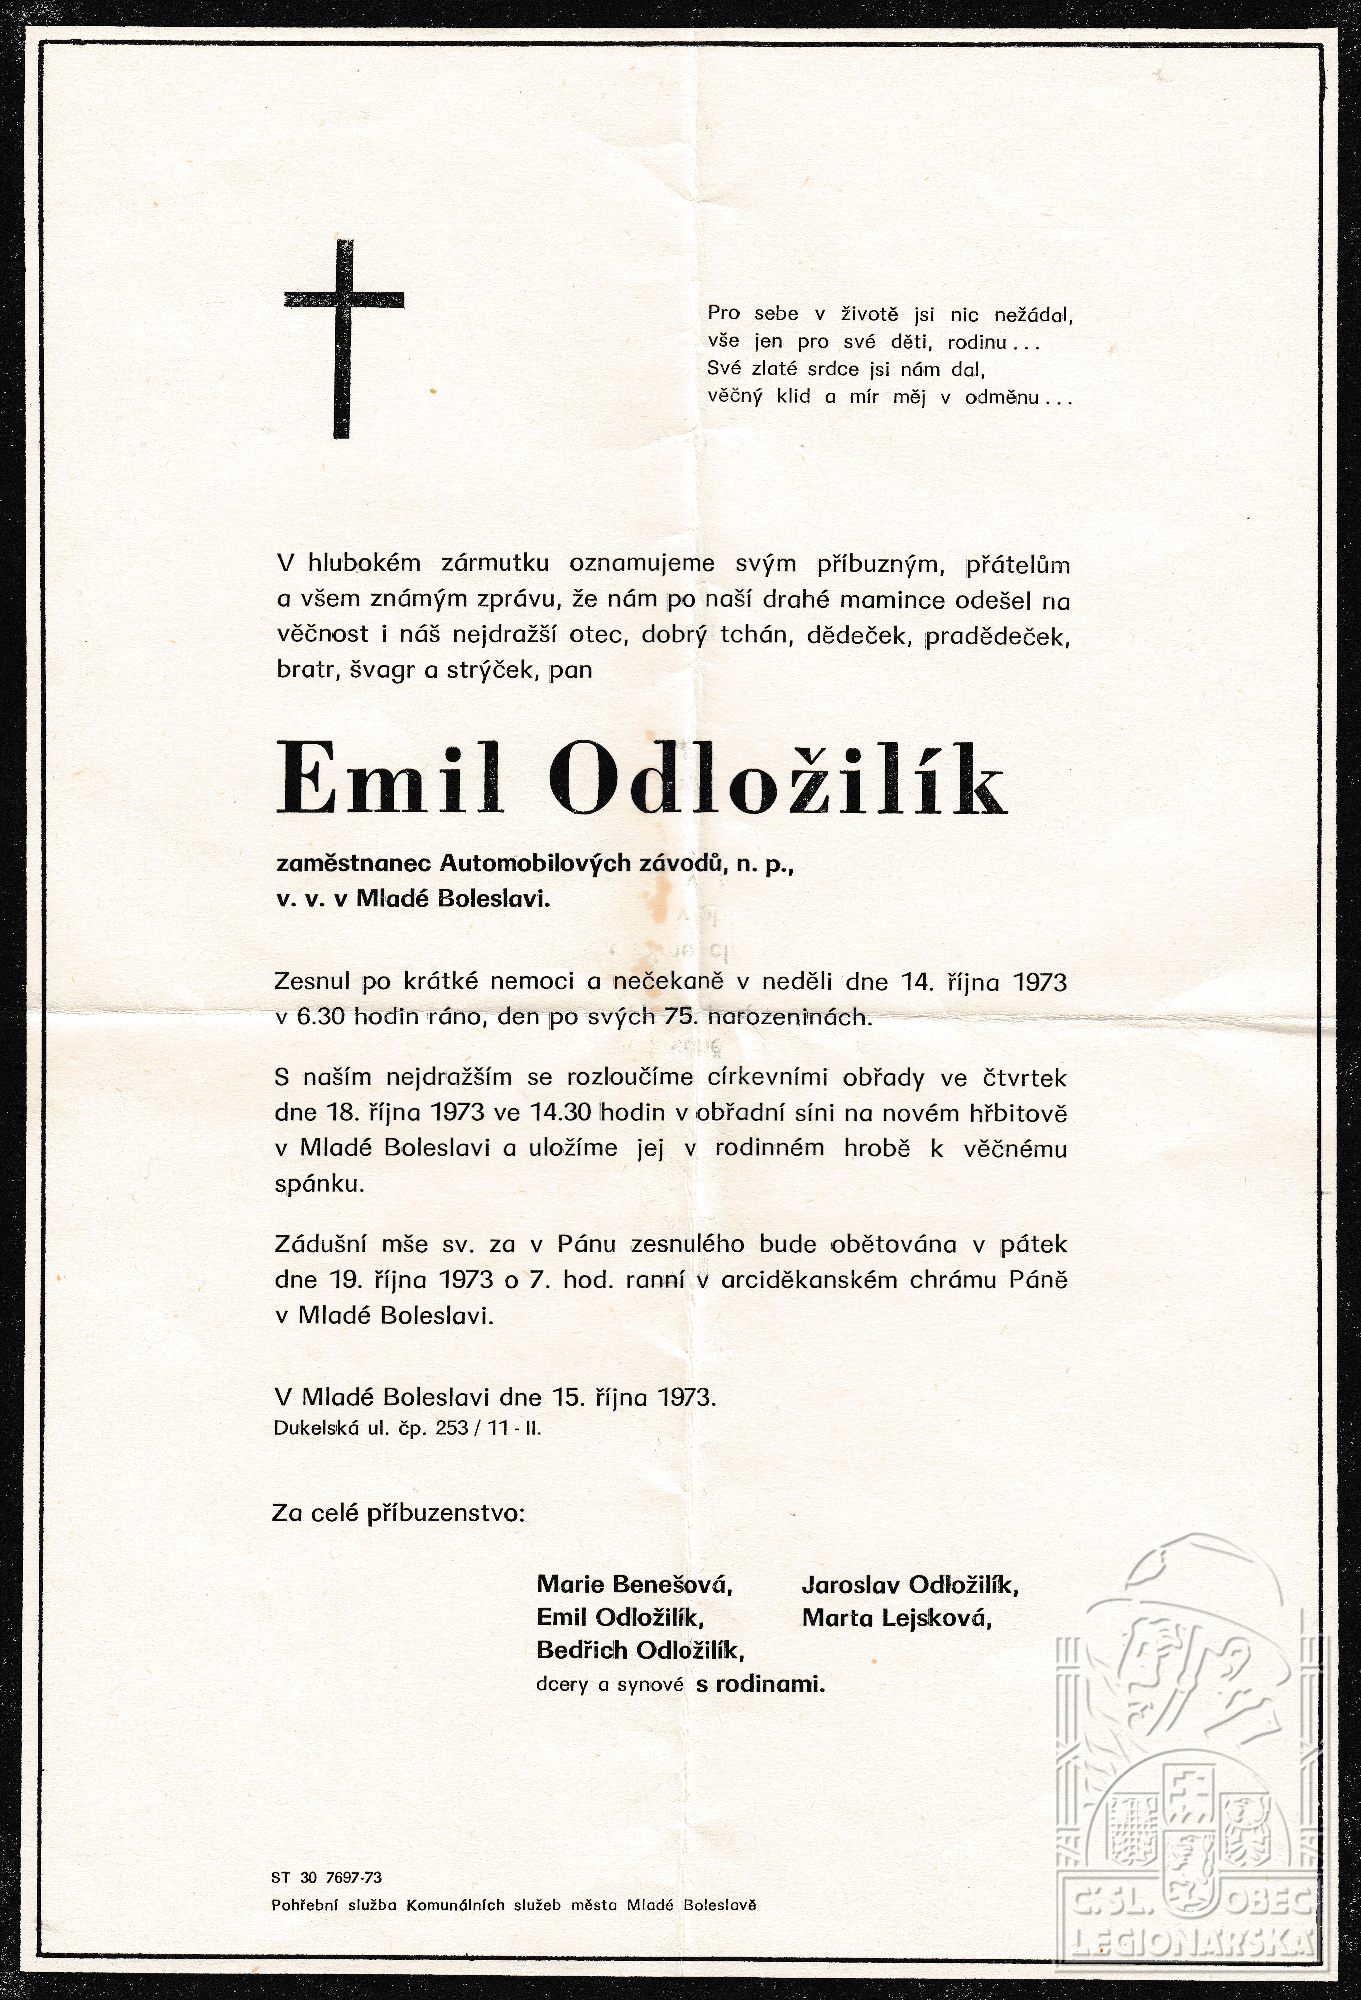 Pro sebe v životě jsi nic nežádal,
vše jen pro své děti, rodinu...
Své zlaté srdce jsi nám dal,
věčný klid a mír měj v odměnu...
V hlubokém zármutku oznamujeme svým příbuzným, přátelům
a všem známým zprávu, že nám po naší drahé mamince odešel na
věčnost i náš nejdražší otec, dobrý tchán, dědeček, pradědeček,
bratr, švagr a strýček, pan
Emil Odložilík
zaměstnanec Automobilových závodů, n. p.,
v. v. v Mladé Boleslavi.
Zesnul po krátké nemoci a nečekaně v neděli dne 14. října 1973
v 6.30 hodin ráno, den po svých 75. narozeninách.
S naším nejdražším se rozloučíme církevními obřady ve čtvrtek
dne 18. října 1973 ve 14.30 hodin v obřadní síni na novém hřbitově
v Mladé Boleslavi a uložíme jej v rodinném hrobě k věčnému
spánku.
Zádušní mše sv. za v Pánu zesnulého bude obětována v pátek
dne 19. října 1973 o 7. hod. ranní v arciděkanském chrámu Páně
v Mladé Boleslavi.
V Mladé Boleslavi dne 15. října 1973.
Dukelská ul. čp. 253 / 11 - II.
Za celé příbuzenstvo:
Marie Benešová, Jaroslav Odložilík,
Emil Odložilík, Marta Lejsková,
Bedřich Odložilík,
dcery a synové s rodinami.
ST 30 7697-73
Pohřební služba Komunálních služeb města Mladé Boleslavě
Č.SL. OBEC
LEGIONÁŘSKÁ